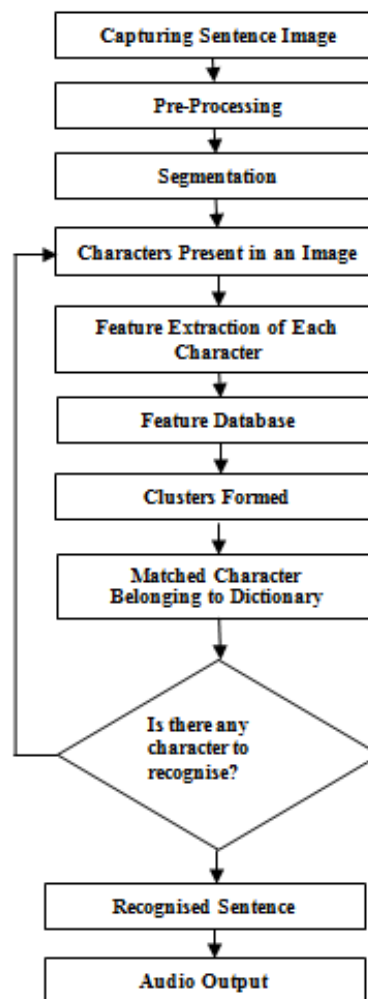 Capturing Sentence Image
Pre-Processing
Segmentation
Characters Present in an Image
Feature Extraction of Each
Character
Feature Database
Clusters Formed
Matched Character
Belonging to Dictionary
Is there any
character to
recognise?
Recognised Sentence
Audio Output